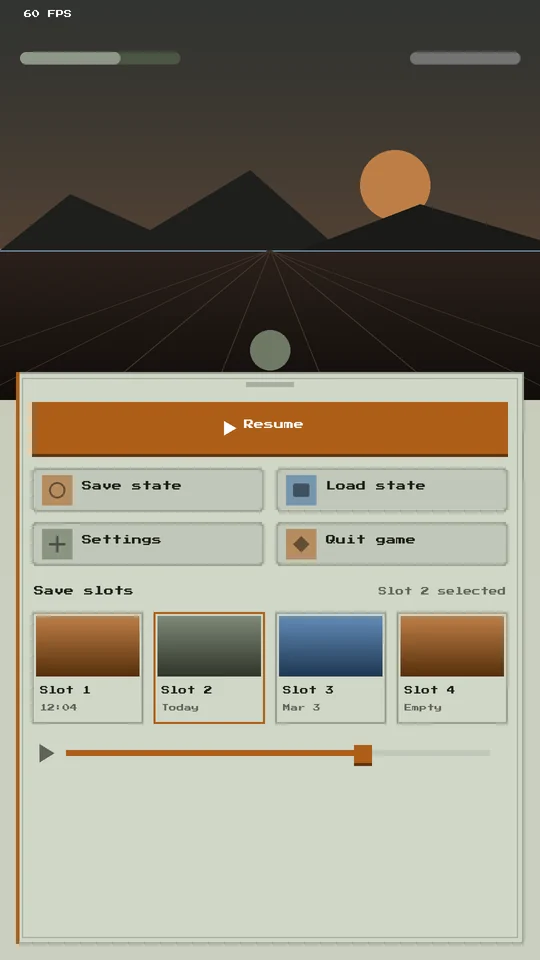 60 FPS
Resume
Save state
Load state
Settings
Quit game
Save slots
Slot 2 selected
Slot 1
Slot 2
Slot 3
Slot 4
12:04
Today
Mar 3
Empty